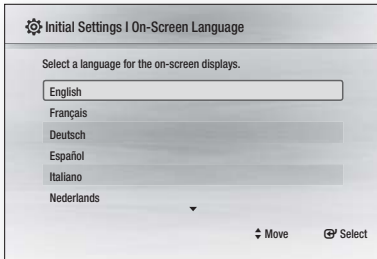 Initial Settings I On-Screen Language
Select a language for the on-screen displays.
English
Français
Deutsch
Español
Italiano
Nederlands
Move Select